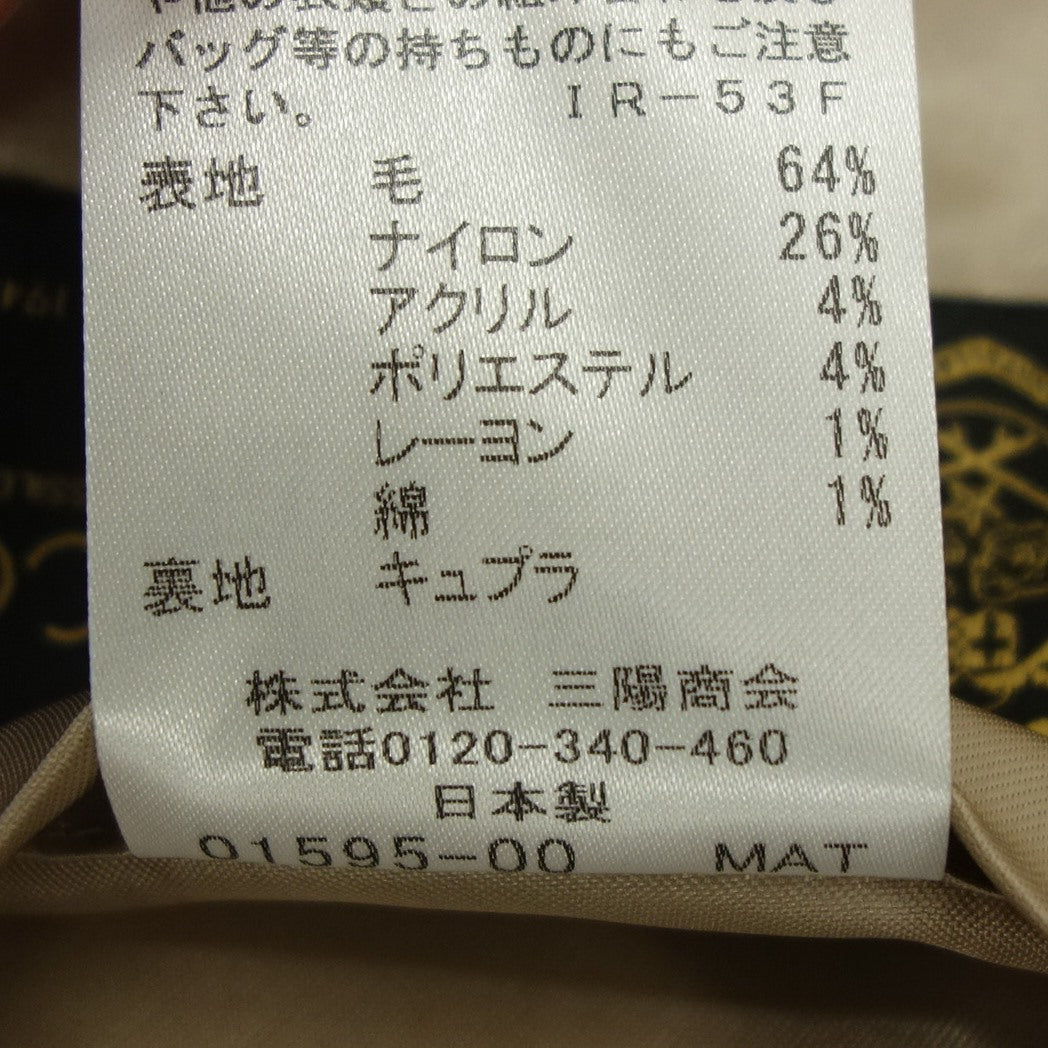 バッグ等の持ちものにもご注意
下さい。 IR-53F
表地 毛 64%
ナイロン 26%
アクリル 4%
ポリエステル 4%
レーヨン 1%
綿 1%
裏地 キュプラ
株式会社 三陽商会
電話0120-340-460
日本製
01595-00 MAT